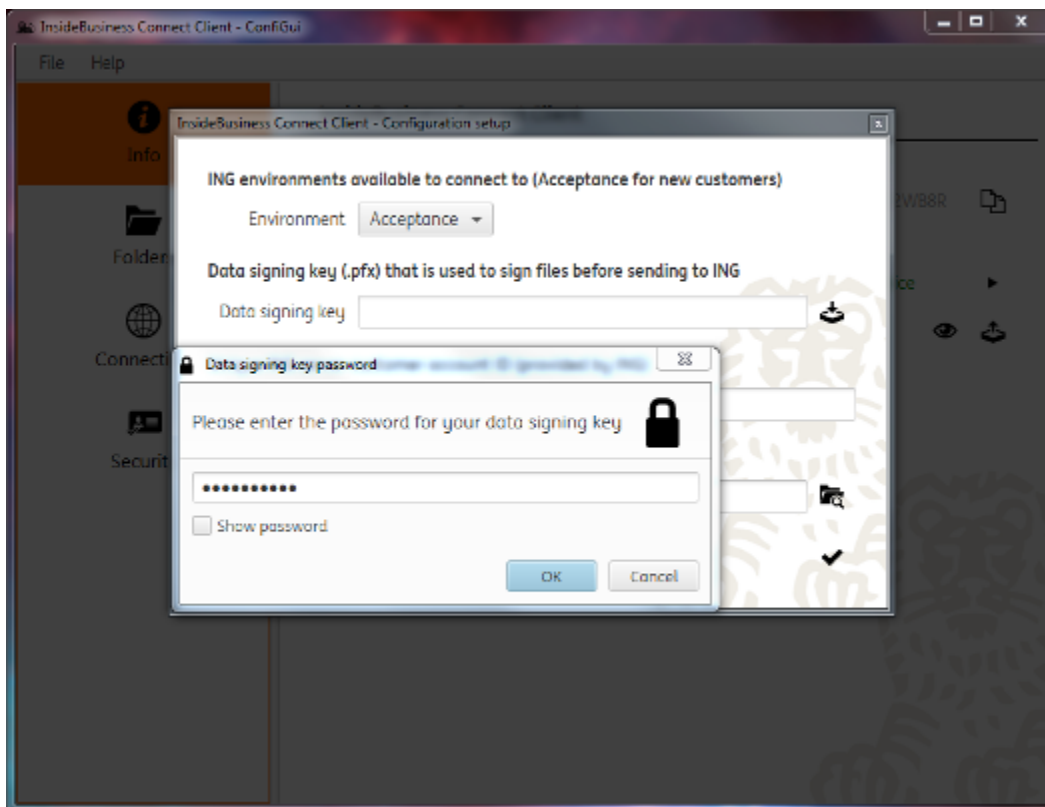 InsideBusiness Connect Client - ConfiGui
File Help
Info
Folder
Connecti
Securit
InsideBusiness Connect Client - Configuration setup
ING environments available to connect to (Acceptance for new customers)
Environment Acceptance
Data signing key (.pfx) that is used to sign files before sending to ING
Data signing key
Data signing key password
Please enter the password for your data signing key
••••••••••
Show password
OK Cancel